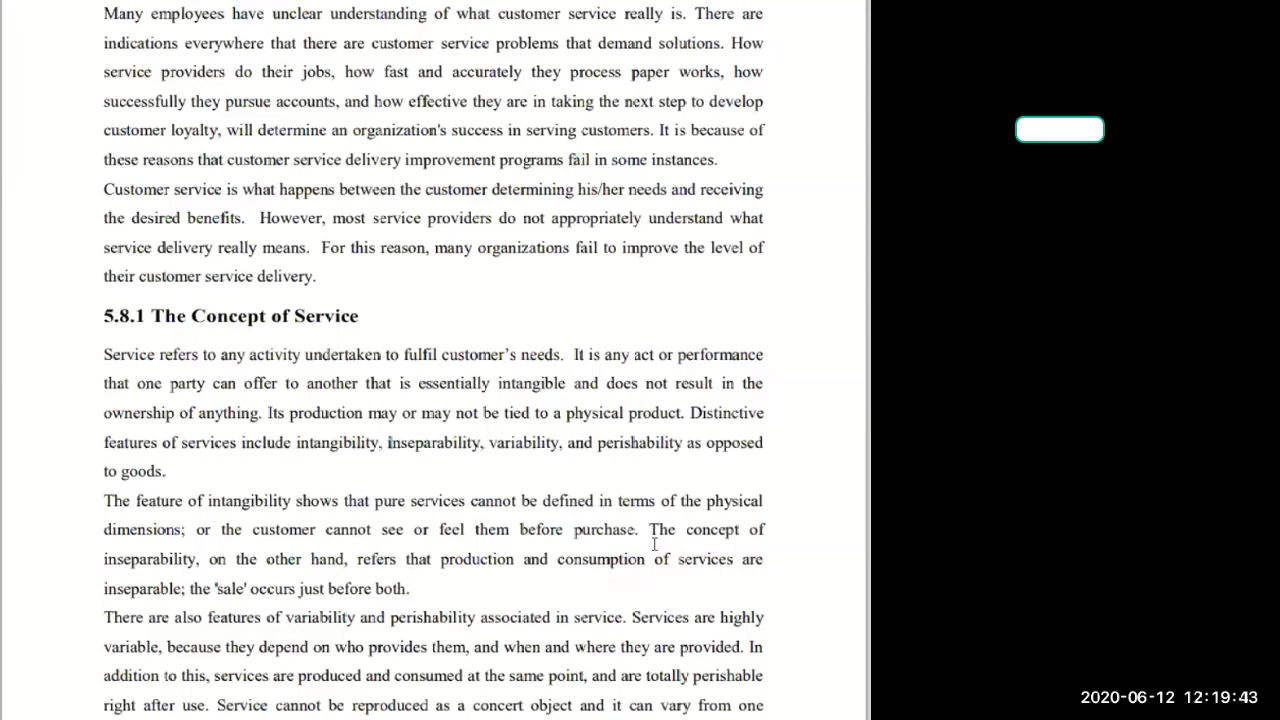 Many employees have unclear understanding of what customer service really is. There are
indications everywhere that there are customer service problems that demand solutions. How
service providers do their jobs, how fast and accurately they process paper works, how
successfully they pursue accounts, and how effective they are in taking the next step to develop
customer loyalty, will determine an organization's success in serving customers. It is because of
these reasons that customer service delivery improvement programs fail in some instances.
Customer service is what happens between the customer determining his/her needs and receiving
the desired benefits.  However, most service providers do not appropriately understand what
service delivery really means.  For this reason, many organizations fail to improve the level of
their customer service delivery.
5.8.1 The Concept of Service
Service refers to any activity undertaken to fulfil customer’s needs.  It is any act or performance
that one party can offer to another that is essentially intangible and does not result in the
ownership of anything. Its production may or may not be tied to a physical product. Distinctive
features of services include intangibility, inseparability, variability, and perishability as opposed
to goods.
The feature of intangibility shows that pure services cannot be defined in terms of the physical
dimensions; or the customer cannot see or feel them before purchase. The concept of
inseparability, on the other hand, refers that production and consumption of services are
inseparable; the 'sale' occurs just before both.
There are also features of variability and perishability associated in service. Services are highly
variable, because they depend on who provides them, and when and where they are provided. In
addition to this, services are produced and consumed at the same point, and are totally perishable
right after use. Service cannot be reproduced as a concert object and it can vary from one
2020-06-12 12:19:43